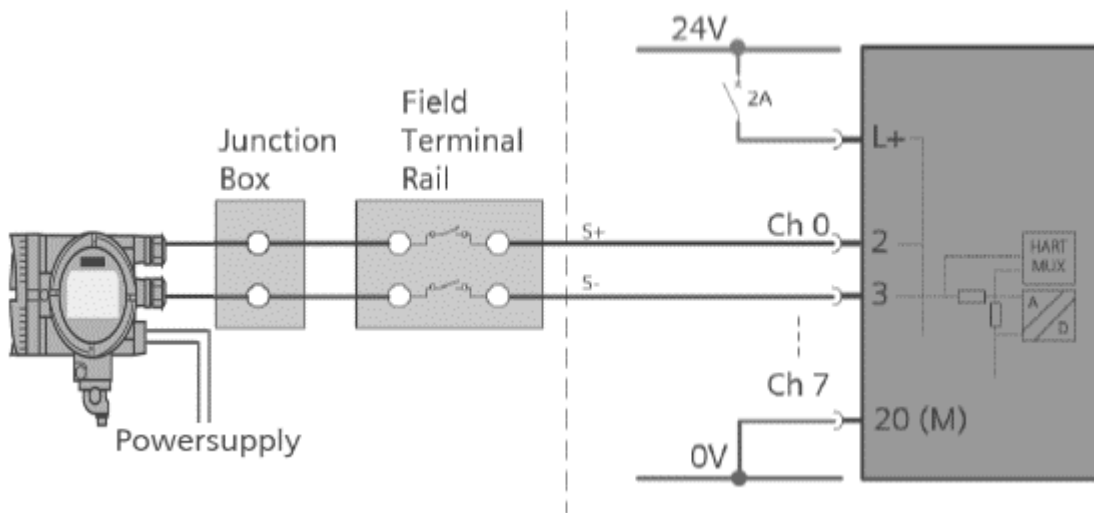 24V
2A
L+
Junction
Box
Field
Terminal
Rail
S+
Ch 0
2
HART
MUX
S-
3
A
D
Ch 7
20 (M)
0V
Powersupply